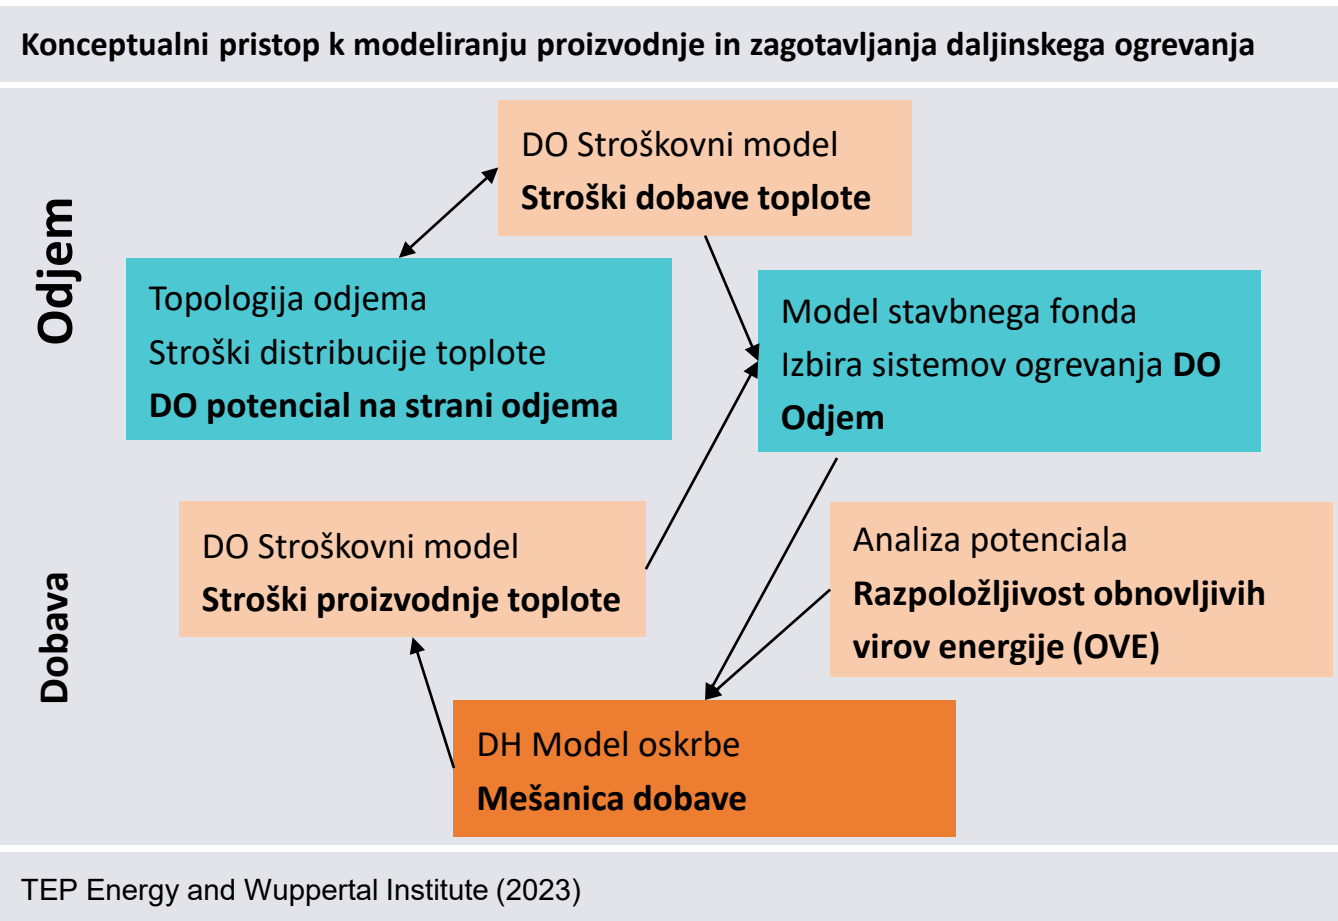 Konceptualni pristop k modeliranju proizvodnje in zagotavljanja daljinskega ogrevanja
Odjem
DO Stroškovni model
Stroški dobave toplote
Topologija odjema
Stroški distribucije toplote
DO potencial na strani odjema
Model stavbnega fonda
Izbira sistemov ogrevanja DO
Odjem
Dobava
DO Stroškovni model
Stroški proizvodnje toplote
Analiza potenciala
Razpoložljivost obnovljivih
virov energije (OVE)
DH Model oskrbe
Mešanica dobave
TEP Energy and Wuppertal Institute (2023)